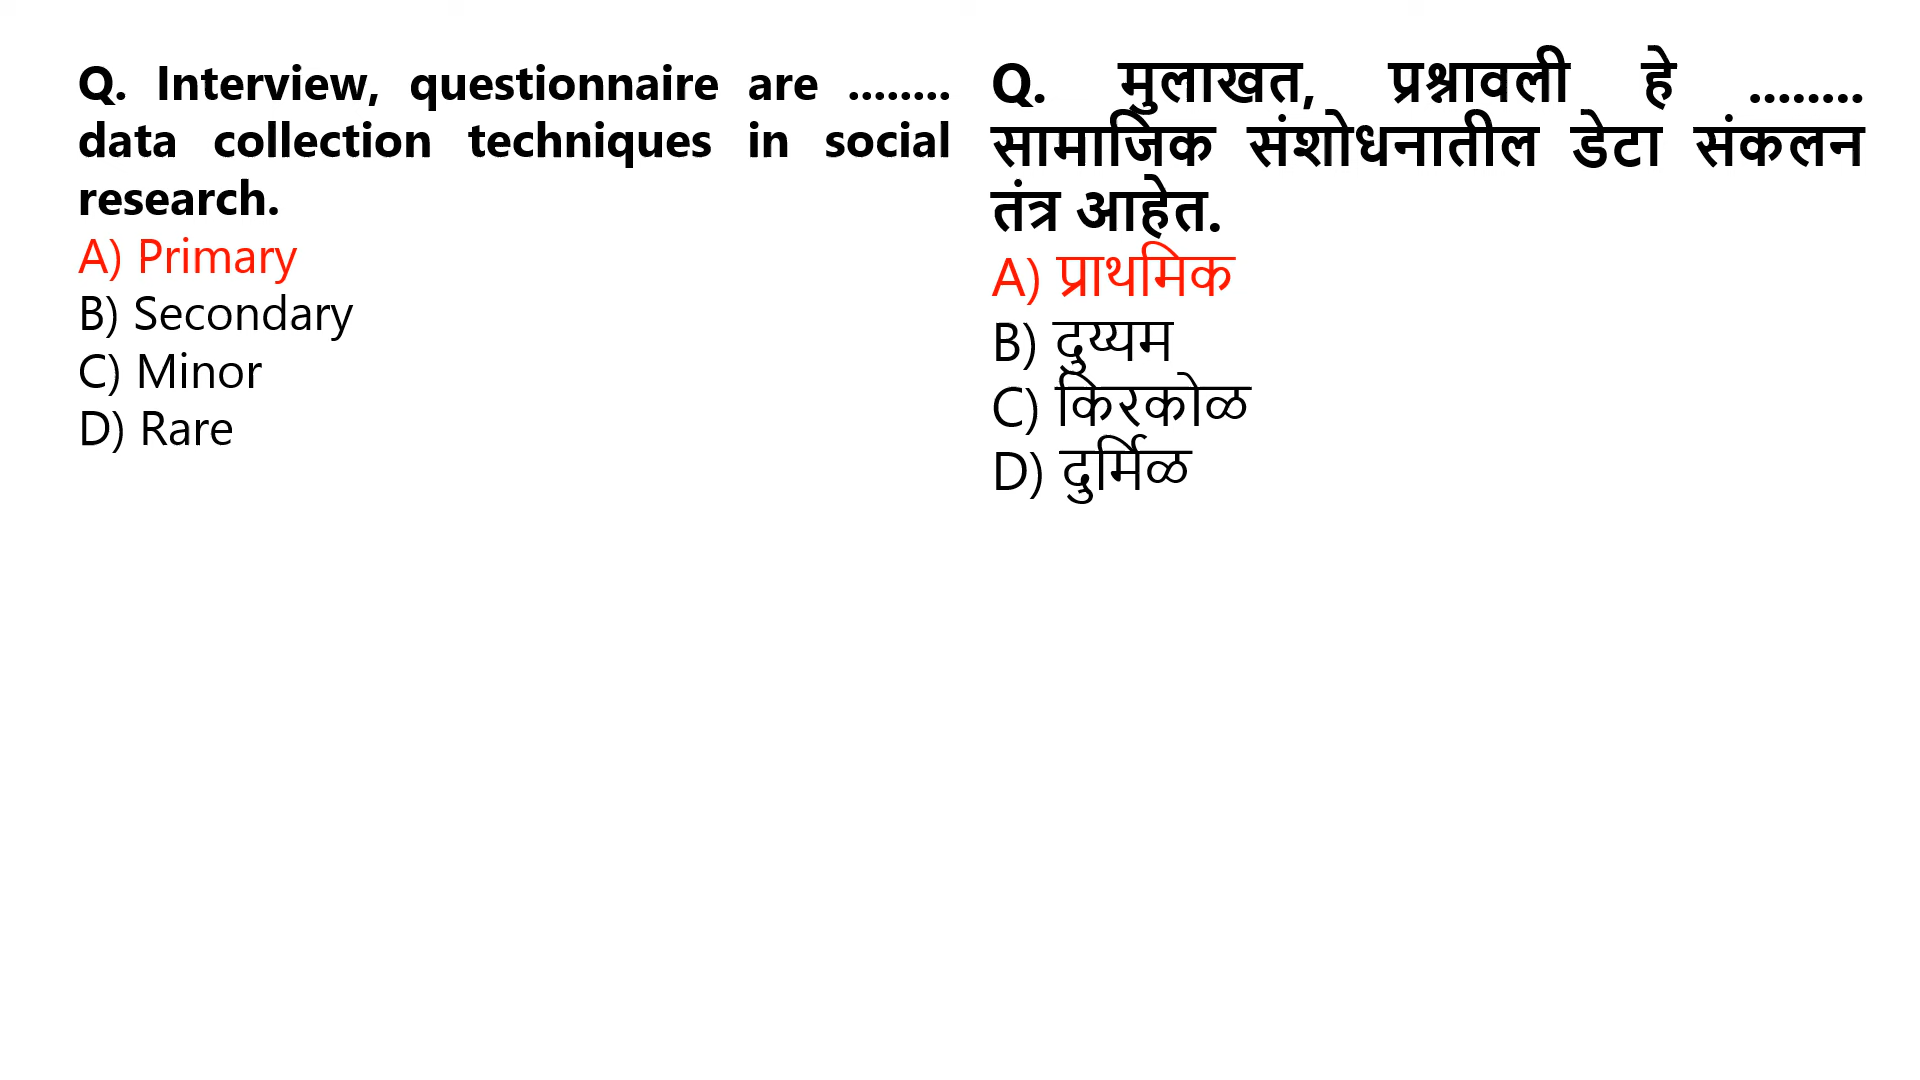 Q. Interview, questionnaire are ........
data collection techniques in social
research.
A) Primary
B) Secondary
C) Minor
D) Rare
Q. मुलाखत, प्रश्नावली हे ........
सामाजिक संशोधनातील डेटा संकलन
तंत्र आहेत.
A) प्राथमिक
B) दुय्यम
C) किरकोळ
D) दुर्मिळ